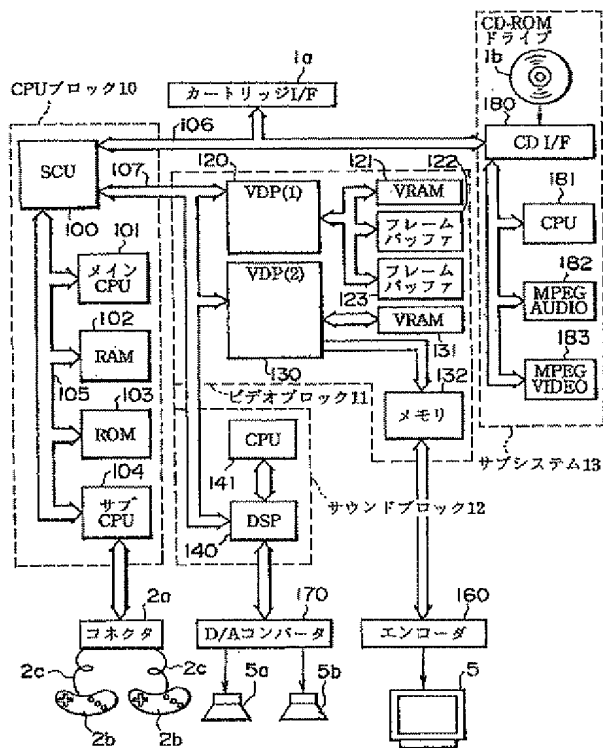 CD-ROM
ドライブ
1b
1a
カートリッジI/F
CPUブロック10
106
180
SCU
CD I/F
107
120
121
122
VDP(1)
VRAM
181
100
CPU
101
フレーム
バッファ
メイン
CPU
VDP(2)
フレーム
バッファ
182
123
MPEG
AUDIO
102
VRAM
RAM
131
183
130
132
MPEG
VIDEO
105
103
ビデオブロック11
ROM
メモリ
CPU
104
141
サブシステム13
サブ
CPU
サウンドブロック12
DSP
140
2a
170
160
コネクタ
D/Aコンバータ
エンコーダ
2c
2c
5a
5b
5
2b
2b